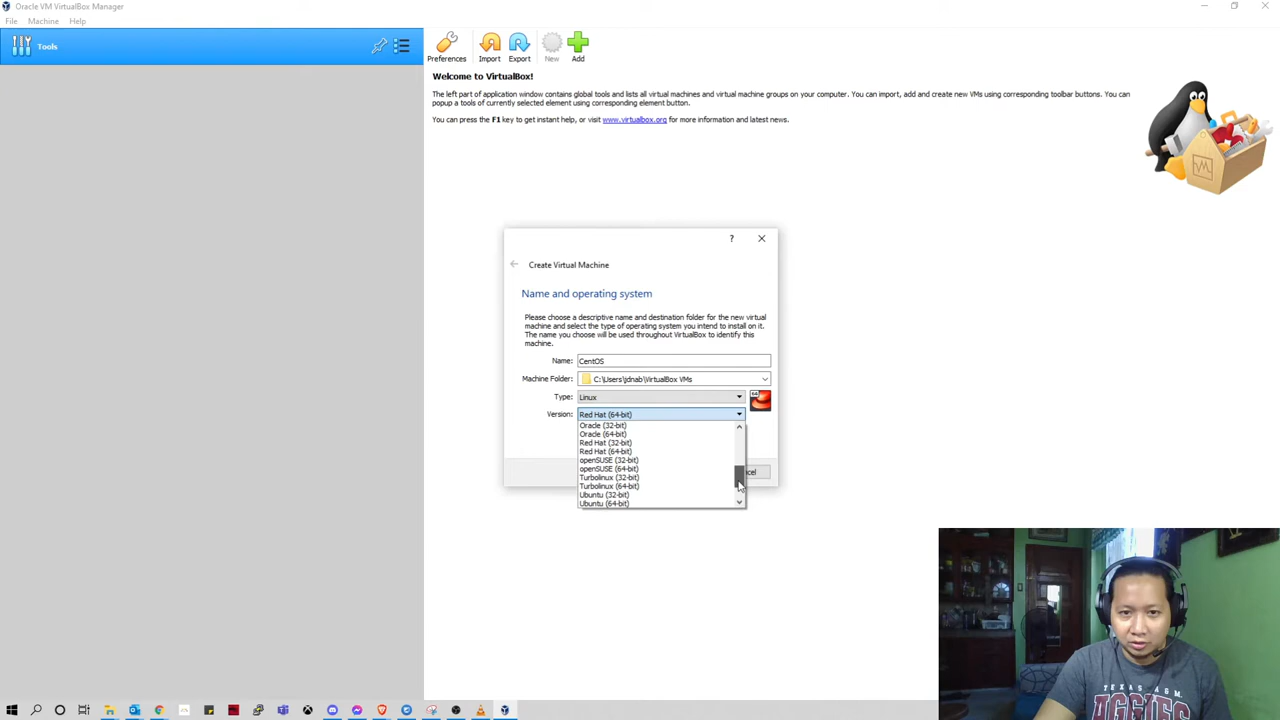 Oracle VM VirtualBox Manager
File Machine Help
Tools
Preferences Import Export New Add
Welcome to VirtualBox!
The left part of application window contains global tools and lists all virtual machines and virtual machine groups on your computer. You can import, add and create new VMs using corresponding toolbar buttons. You can
popup a tools of currently selected element using corresponding element button.
You can press the F1 key to get instant help, or visit www.virtualbox.org for more information and latest news.
?
Create Virtual Machine
Name and operating system
Please choose a descriptive name and destination folder for the new virtual
machine and select the type of operating system you intend to install on it.
The name you choose will be used throughout VirtualBox to identify this
machine.
Name: CentOS
Machine Folder: C:\Users\jdnab\VirtualBox VMs
Type: Linux
64
Version: Red Hat (64-bit)
Oracle (32-bit)
Oracle (64-bit)
Red Hat (32-bit)
Red Hat (64-bit)
openSUSE (32-bit)
openSUSE (64-bit)
Turbolinux (32-bit)
Turbolinux (64-bit)
Ubuntu (32-bit)
Ubuntu (64-bit)
TEXAS A&M
AGGIES